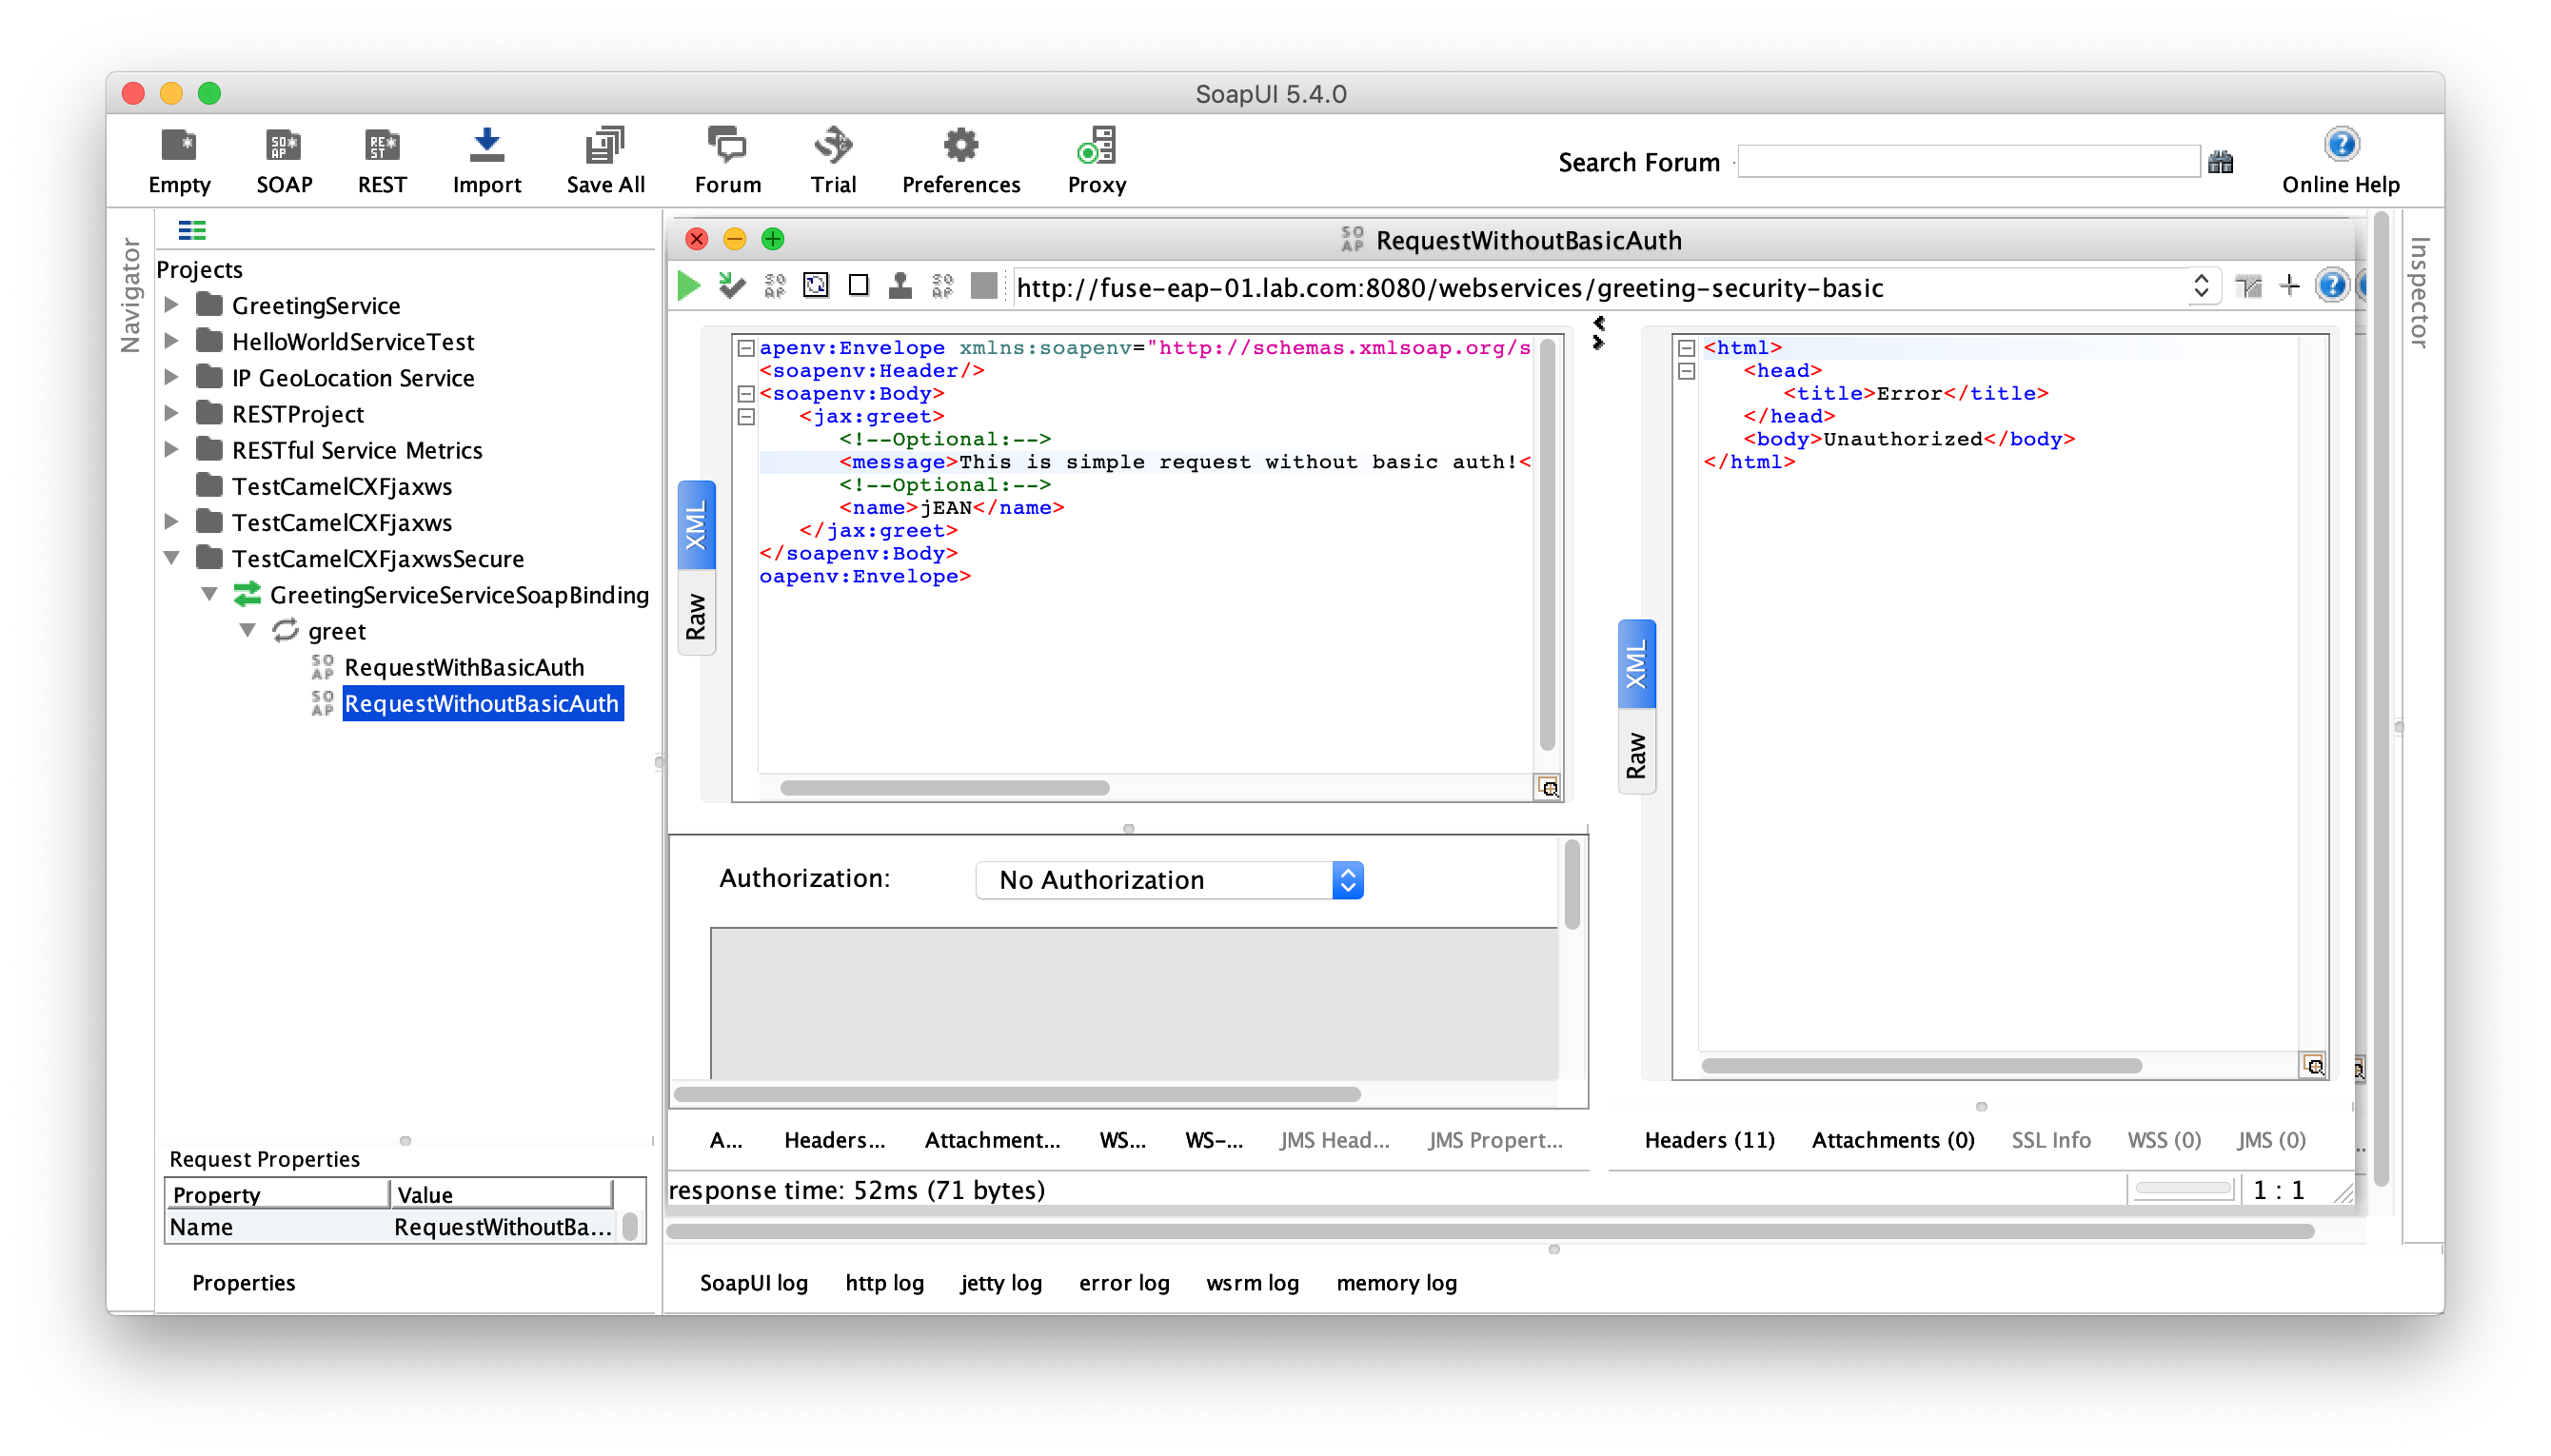 SoapUI 5.4.0
Empty
SOAP
REST
Import
Save All
Forum
Trial
Preferences
Proxy
Search Forum
Online Help
Navigator
Projects
GreetingService
HelloWorldServiceTest
IP GeoLocation Service
RESTProject
RESTful Service Metrics
TestCamelCXFjaxws
TestCamelCXFjaxws
TestCamelCXFjaxwsSecure
GreetingServiceServiceSoapBinding
greet
RequestWithBasicAuth
RequestWithoutBasicAuth
Request Properties
Property Value
Name RequestWithoutBa...
Properties
RequestWithoutBasicAuth
http://fuse-eap-01.lab.com:8080/webservices/greeting-security-basic
XML
Raw
apenv:Envelope xmlns:soapenv="http://schemas.xmlsoap.org/s
<soapenv:Header/>
<soapenv:Body>
<jax:greet>
<!--Optional:-->
<message>This is simple request without basic auth!<
<!--Optional:-->
<name>jEAN</name>
</jax:greet>
</soapenv:Body>
oapenv:Envelope>
Authorization: No Authorization
A... Headers... Attachment... WS... WS-... JMS Head... JMS Propert...
XML
Raw
<html>
<head>
<title>Error</title>
</head>
<body>Unauthorized</body>
</html>
Headers (11) Attachments (0) SSL Info WSS (0) JMS (0)
response time: 52ms (71 bytes)
1 : 1
Inspector
SoapUI log http log jetty log error log wsrm log memory log